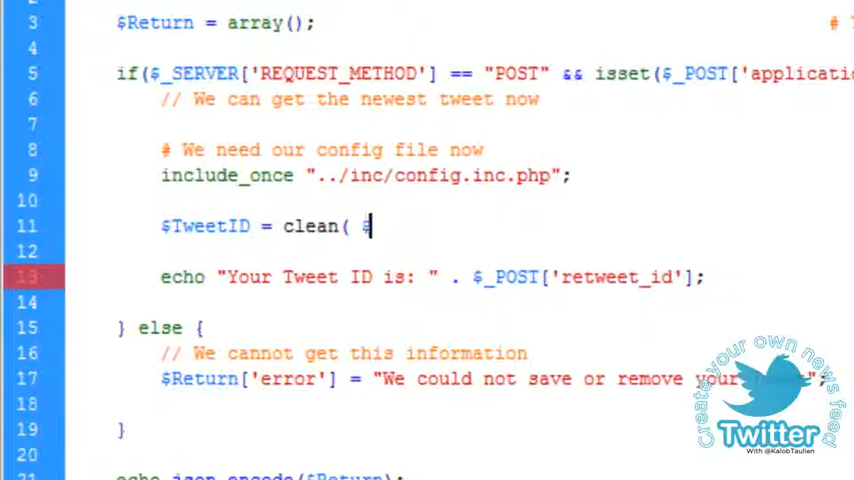 3 $Return = array(); #
4
5 if($_SERVER['REQUEST_METHOD'] == "POST" && isset($_POST['applicatio
6 // We can get the newest tweet now
7
8 # We need our config file now
9 include_once "../inc/config.inc.php";
10
11 $TweetID = clean( $
12
13 echo "Your Tweet ID is: " . $_POST['retweet_id'];
14
15 } else {
16 // We cannot get this information
17 $Return['error'] = "We could not save or remove your
18
19 }
20
21 echo json_encode($Return);
Create your own news feed
Twitter
With @KalobTaulien